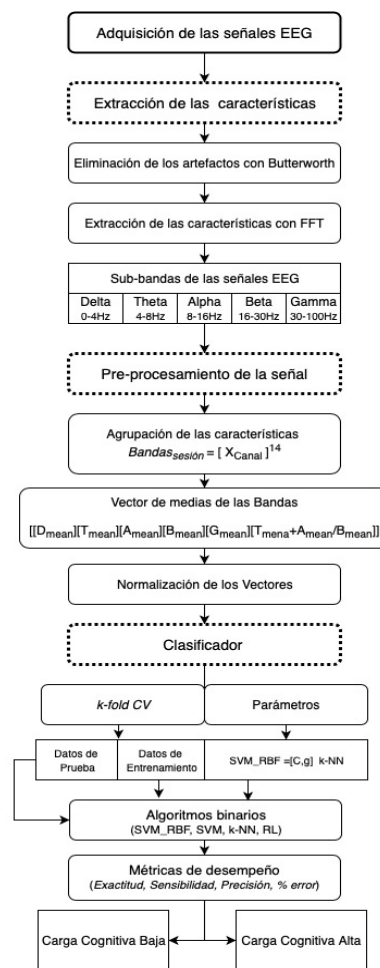 Adquisición de las señales EEG
Extracción de las características
Eliminación de los artefactos con Butterworth
Extracción de las características con FFT
Sub-bandas de las señales EEG
Delta Theta Alpha Beta Gamma
0-4Hz 4-8Hz 8-16Hz 16-30Hz 30-100Hz
Pre-procesamiento de la señal
Agrupación de las características
Bandas_sesión = [ X_Canal ]^14
Vector de medias de las Bandas
[[D_mean][T_mean][A_mean][B_mean][G_mean][T_mena+A_mean/B_mean]]
Normalización de los Vectores
Clasificador
k-fold CV Parámetros
Datos de Prueba
Datos de Entrenamiento
SVM_RBF =[C,g] k-NN
Algoritmos binarios
(SVM_RBF, SVM, k-NN, RL)
Métricas de desempeño
(Exactitud, Sensibilidad, Precisión, % error)
Carga Cognitiva Baja Carga Cognitiva Alta